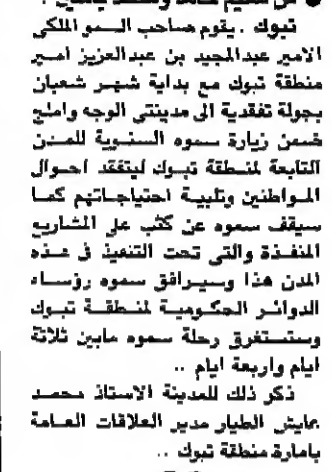 تبوك . يقوم صاحب السمو الملكي
الامير عبدالمجيد بن عبدالعزيز امير
منطقة تبوك مع بداية شهر شعبان
بجولة تفقدية الى مدينتي الوجه واملج
ضمن زيارة سموه السنوية للمدن
التابعة لمنطقة تبوك ليتفقد احوال
المواطنين وتلبية احتياجاتهم كما
سيقف سموه عن كثب على المشاريع
المنفذة والتي تحت التنفيذ في هذه
المدن هذا وسيرافق سموه رؤساء
الدوائر الحكومية لمنطقة تبوك
وستستغرق رحلة سموه مابين ثلاثة
ايام واربعة ايام ..
ذكر ذلك للمدينة الاستاذ محمد
عايش الطيار مدير العلاقات العامة
بامارة منطقة تبوك ..